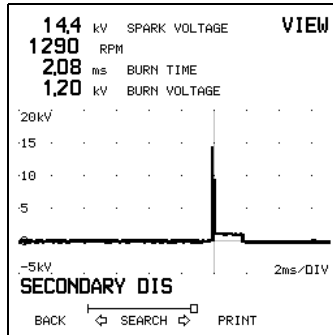 14.4 kV SPARK VOLTAGE VIEW
1290 RPM
2.08 ms BURN TIME
1.20 kV BURN VOLTAGE
20kV
15
10
5
0
-5kV 2ms/DIV
SECONDARY DIS
BACK SEARCH PRINT